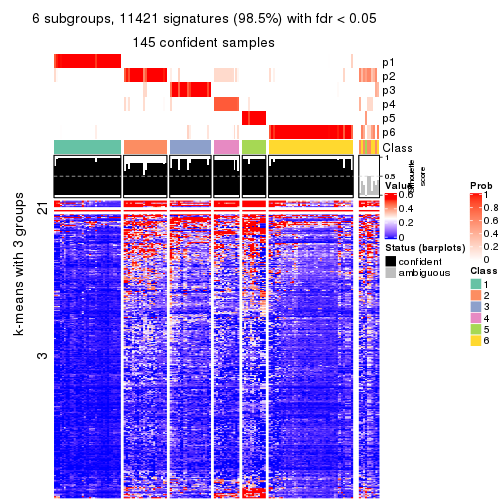 6 subgroups, 11421 signatures (98.5%) with fdr < 0.05
145 confident samples
p1
p2
p3
p4
p5
p6
Class
1
0.5
0
Silhouette
score
k-means with 3 groups
21
3
Value
0.6
0.4
0.2
0
Status (barplots)
confident
ambiguous
Prob
1
0.8
0.6
0.4
0.2
0
Class
1
2
3
4
5
6